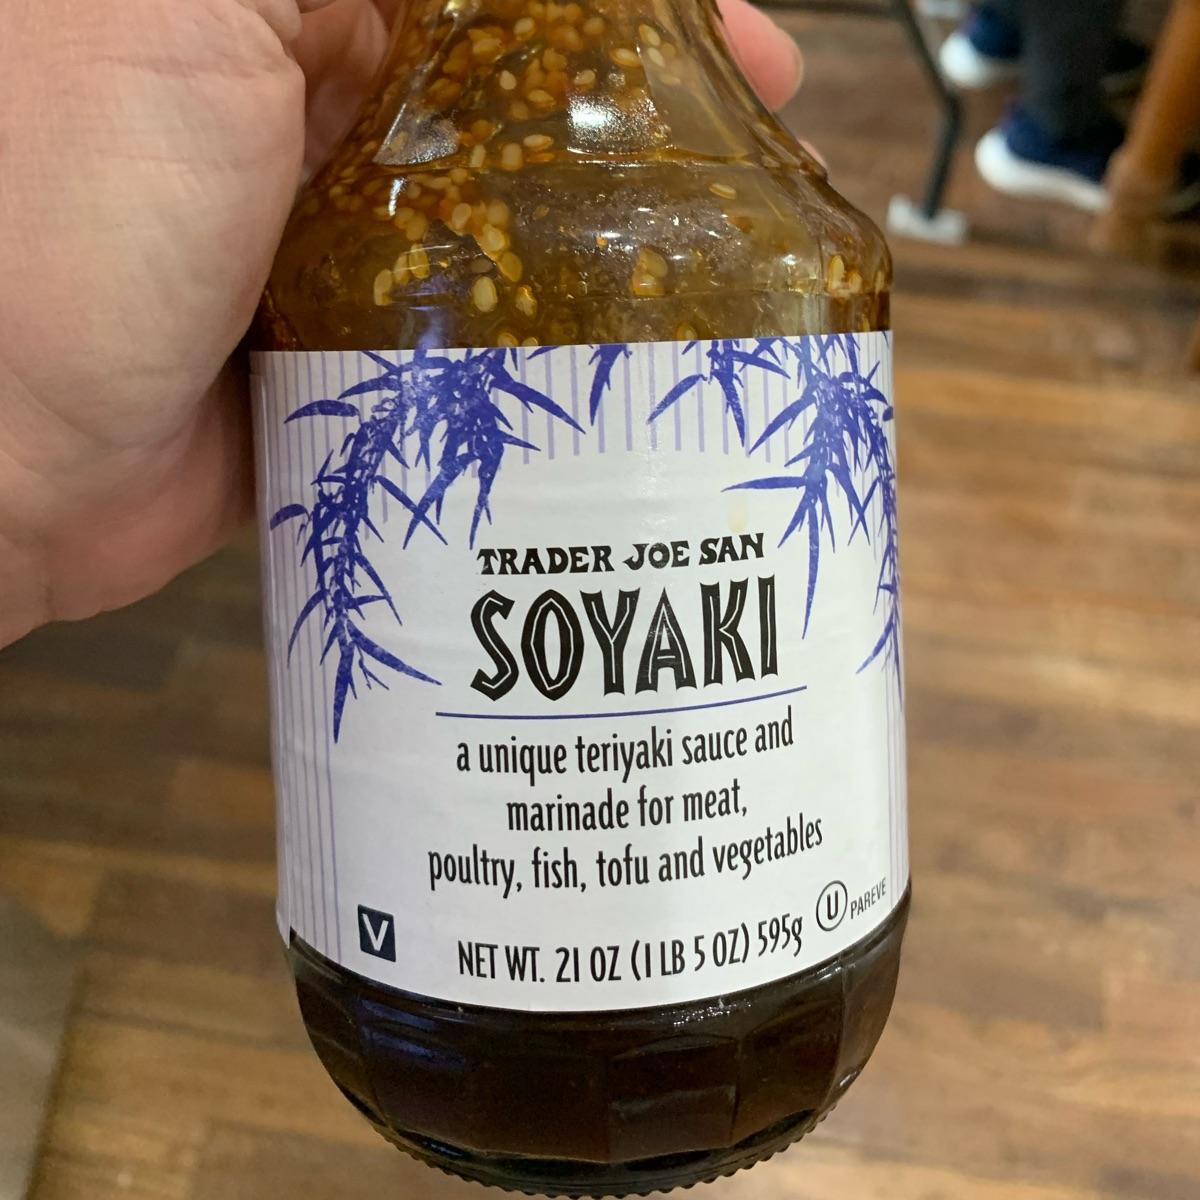 TRADER JOE SAN
SOYAKI
a unique teriyaki sauce and
marinade for meat,
poultry, fish, tofu and vegetables
V
NET WT. 21 OZ (1 LB 5 OZ) 595g
U PAREVE